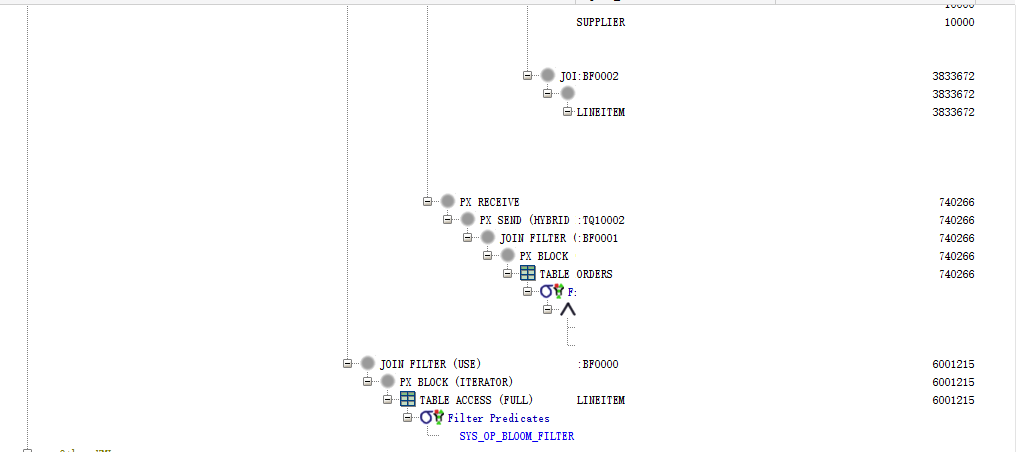 10000
SUPPLIER 10000
JOI:BF0002 3833672
3833672
LINEITEM 3833672
PX RECEIVE 740266
PX SEND (HYBRID :TQ10002 740266
JOIN FILTER (:BF0001 740266
PX BLOCK 740266
TABLE ORDERS 740266
F:
JOIN FILTER (USE) :BF0000 6001215
PX BLOCK (ITERATOR) 6001215
TABLE ACCESS (FULL) LINEITEM 6001215
Filter Predicates
SYS_OP_BLOOM_FILTER